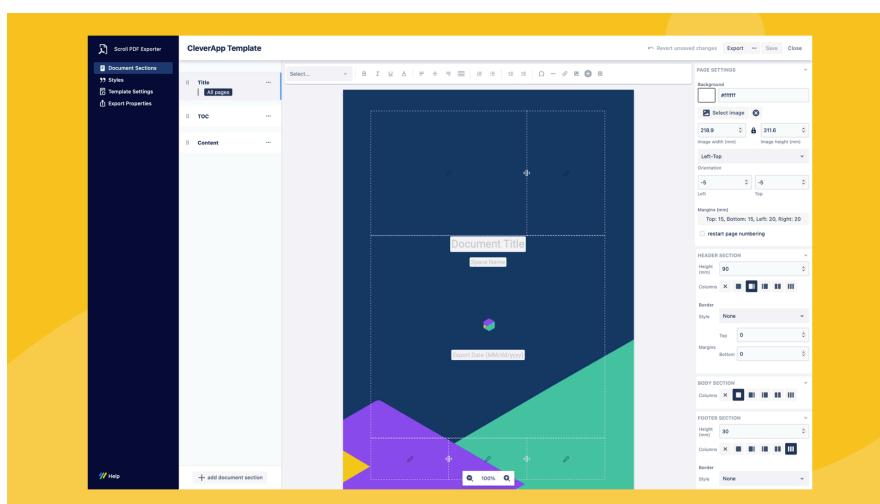 Scroll PDF Exporter
Document Sections
Styles
Template Settings
Export Properties
Help
CleverApp Template
Revert unsaved changes
Export
Save
Close
Title
All pages
TOC
Content
add document section
Select...
B I U A
Document Title
Space Name
Export Date (MM/dd/yyyy)
100%
PAGE SETTINGS
Background
#ffffff
Select image
218.9
311.6
Image width (mm)
Image height (mm)
Left-Top
Orientation
-5
-5
Left
Top
Margins (mm)
Top: 15, Bottom: 15, Left: 20, Right: 20
restart page numbering
HEADER SECTION
Height (mm)
90
Columns
Border
Style
None
Margins
Top
0
Bottom
0
BODY SECTION
Columns
FOOTER SECTION
Height (mm)
30
Columns
Border
Style
None